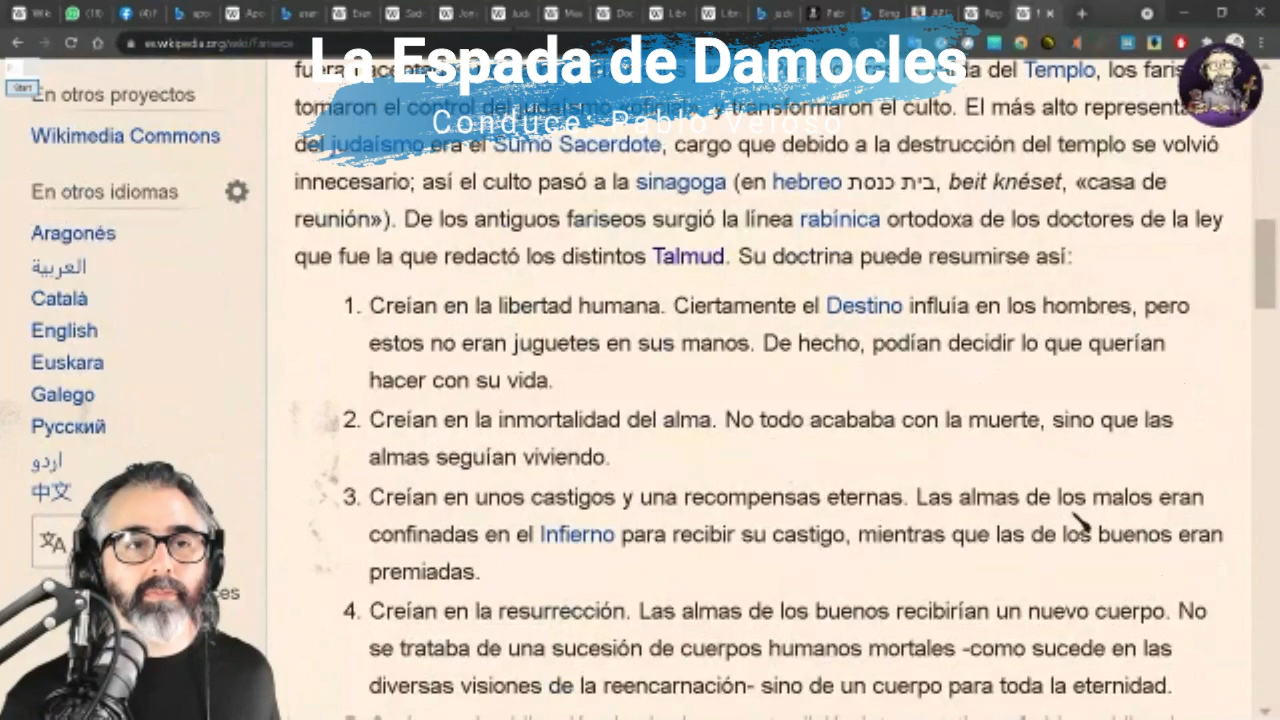 La Espada de Damocles
Conduce: Pablo Veloso
es.wikipedia.org/wiki/Fariseos
Start
En otros proyectos
Wikimedia Commons
En otros idiomas
Aragonés
العربية
Català
English
Euskara
Galego
Русский
اردو
中文
del Templo, los
tomaron el control del judaísmo «oficial», y transformaron el culto. El más alto
del judaísmo era el Sumo Sacerdote, cargo que debido a la destrucción del templo se volvió
innecesario; así el culto pasó a la sinagoga (en hebreo בית כנסת, beit knéset, «casa de
reunión»). De los antiguos fariseos surgió la línea rabínica ortodoxa de los doctores de la ley
que fue la que redactó los distintos Talmud. Su doctrina puede resumirse así:
1. Creían en la libertad humana. Ciertamente el Destino influía en los hombres, pero
estos no eran juguetes en sus manos. De hecho, podían decidir lo que querían
hacer con su vida.
2. Creían en la inmortalidad del alma. No todo acababa con la muerte, sino que las
almas seguían viviendo.
3. Creían en unos castigos y una recompensas eternas. Las almas de los malos eran
confinadas en el Infierno para recibir su castigo, mientras que las de los buenos eran
premiadas.
4. Creían en la resurrección. Las almas de los buenos recibirían un nuevo cuerpo. No
se trataba de una sucesión de cuerpos humanos mortales -como sucede en las
diversas visiones de la reencarnación- sino de un cuerpo para toda la eternidad.